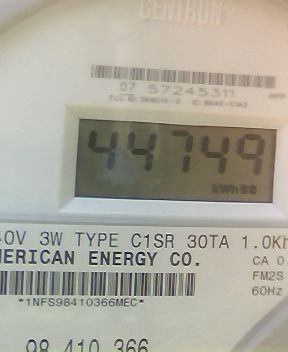 CENTRON®
07 57245311
44749
kWh
40V 3W TYPE C1SR 30TA 1.0Kh
MERICAN ENERGY CO.
CA 0.
FM2S
60Hz
*1NFS98410366MEC*
98 410 366